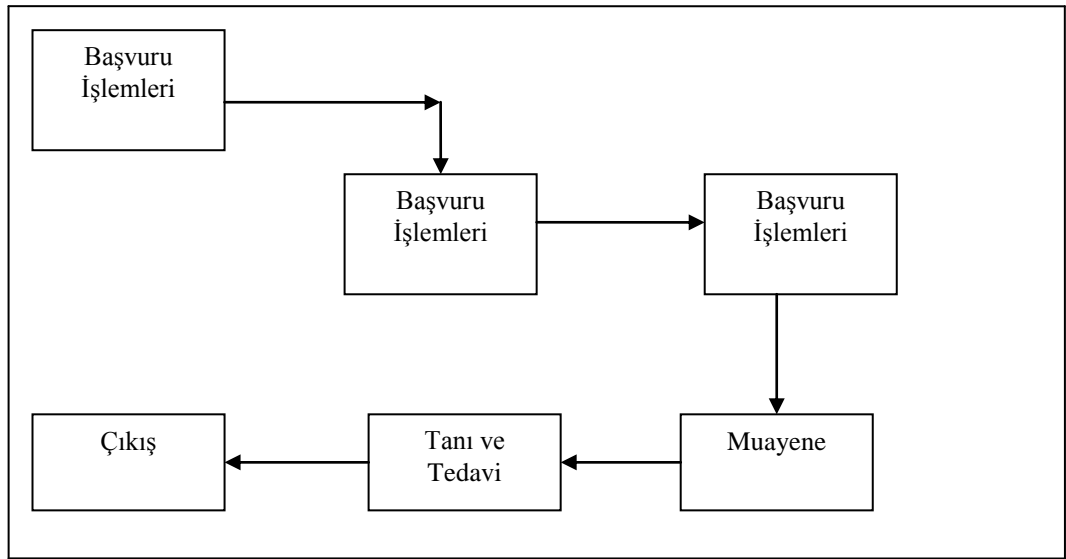 Başvuru
İşlemleri
Başvuru
İşlemleri
Başvuru
İşlemleri
Muayene
Tanı ve
Tedavi
Çıkış